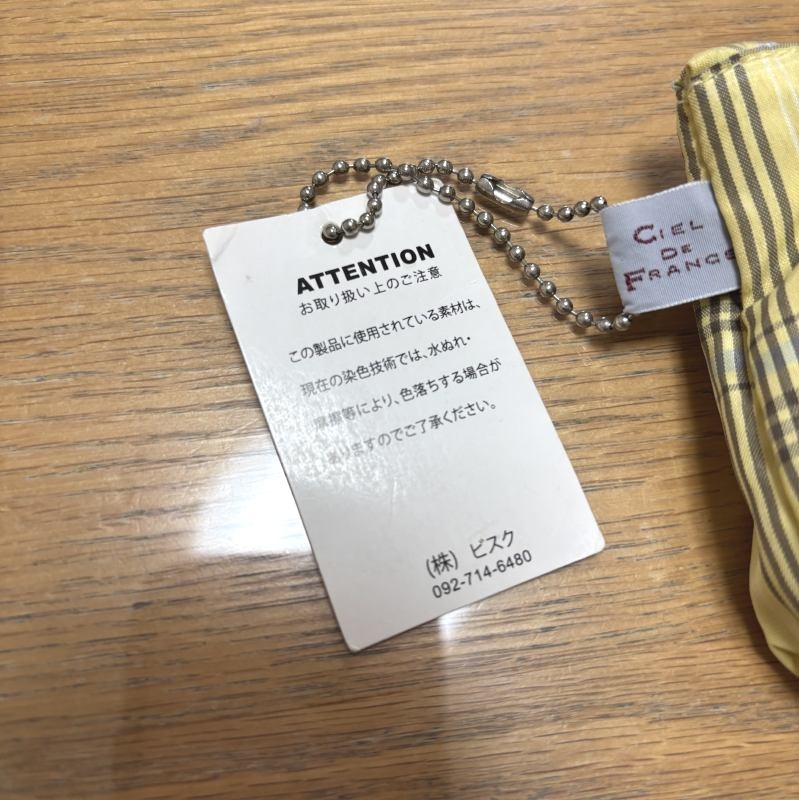 ATTENTION
お取り扱い上のご注意
この製品に使用されている素材は、
現在の染色技術では、水ぬれ・
摩擦等により、色落ちする場合が
ありますのでご了承ください。
(株) ビスク
092-714-6480
CIEL
DE
FRANCE